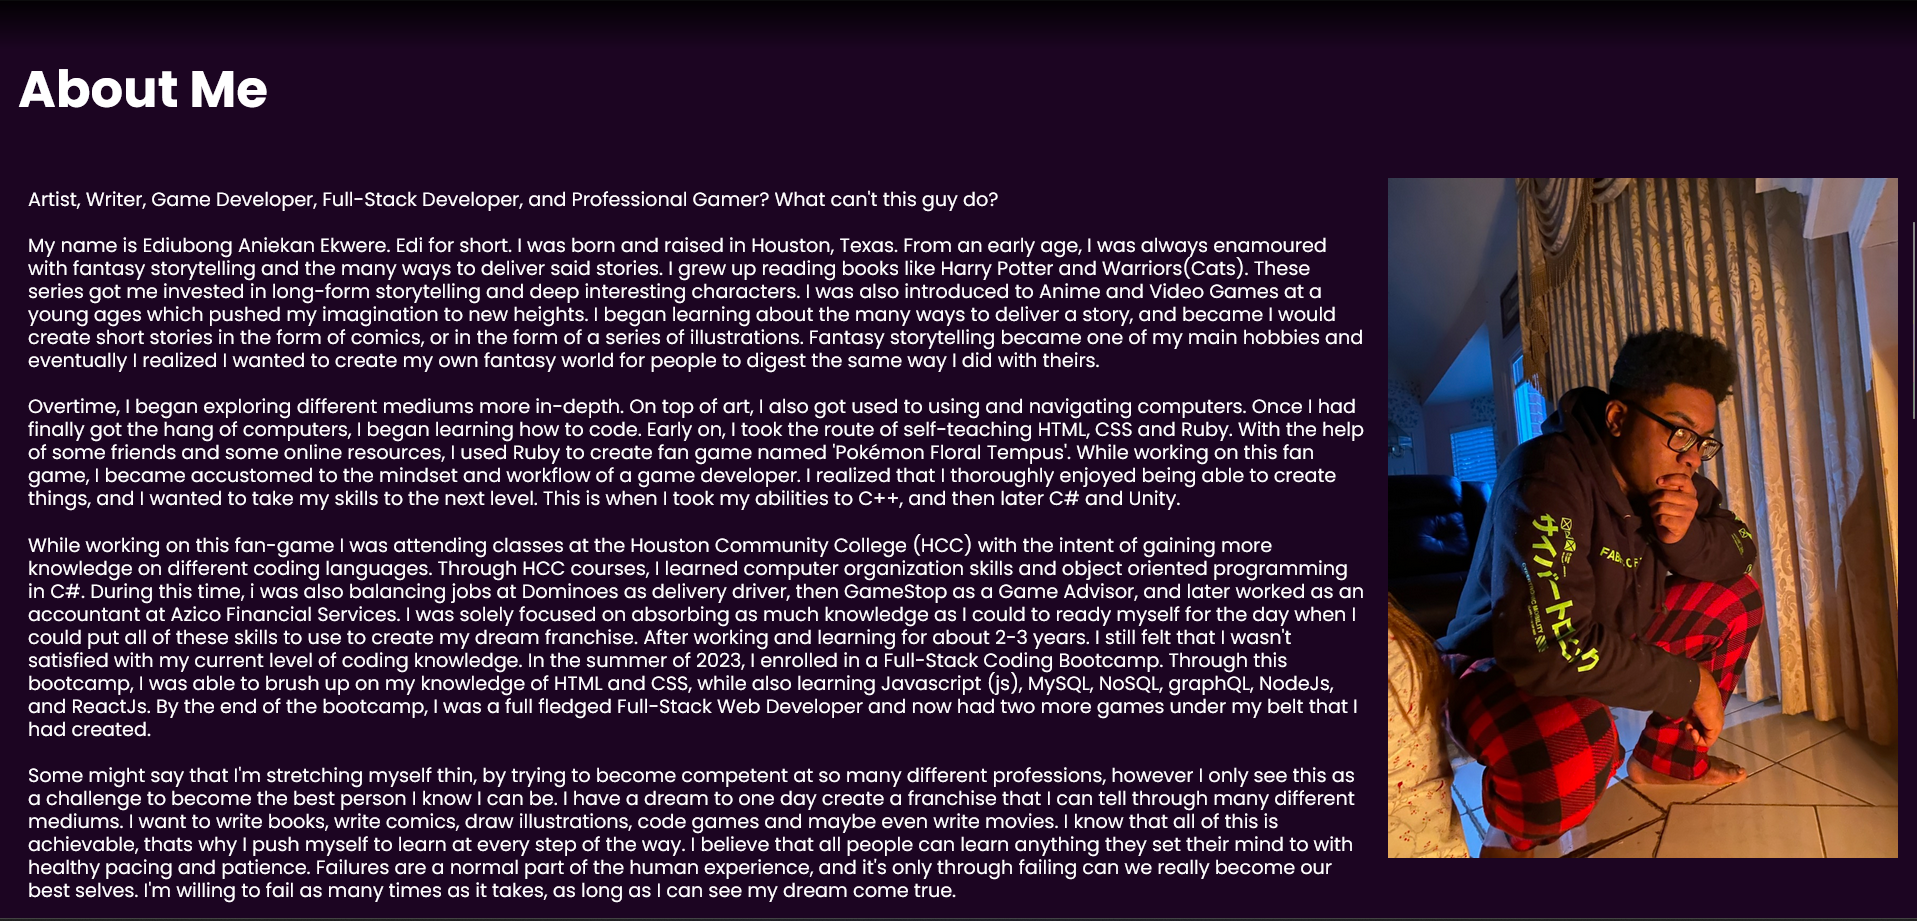 About Me
Artist, Writer, Game Developer, Full-Stack Developer, and Professional Gamer? What can't this guy do?
My name is Ediubong Aniekan Ekwere. Edi for short. I was born and raised in Houston, Texas. From an early age, I was always enamoured
with fantasy storytelling and the many ways to deliver said stories. I grew up reading books like Harry Potter and Warriors(Cats). These
series got me invested in long-form storytelling and deep interesting characters. I was also introduced to Anime and Video Games at a
young ages which pushed my imagination to new heights. I began learning about the many ways to deliver a story, and became I would
create short stories in the form of comics, or in the form of a series of illustrations. Fantasy storytelling became one of my main hobbies and
eventually I realized I wanted to create my own fantasy world for people to digest the same way I did with theirs.
Overtime, I began exploring different mediums more in-depth. On top of art, I also got used to using and navigating computers. Once I had
finally got the hang of computers, I began learning how to code. Early on, I took the route of self-teaching HTML, CSS and Ruby. With the help
of some friends and some online resources, I used Ruby to create fan game named 'Pokémon Floral Tempus'. While working on this fan
game, I became accustomed to the mindset and workflow of a game developer. I realized that I thoroughly enjoyed being able to create
things, and I wanted to take my skills to the next level. This is when I took my abilities to C++, and then later C# and Unity.
While working on this fan-game I was attending classes at the Houston Community College (HCC) with the intent of gaining more
knowledge on different coding languages. Through HCC courses, I learned computer organization skills and object oriented programming
in C#. During this time, i was also balancing jobs at Dominoes as delivery driver, then GameStop as a Game Advisor, and later worked as an
accountant at Azico Financial Services. I was solely focused on absorbing as much knowledge as I could to ready myself for the day when I
could put all of these skills to use to create my dream franchise. After working and learning for about 2-3 years. I still felt that I wasn't
satisfied with my current level of coding knowledge. In the summer of 2023, I enrolled in a Full-Stack Coding Bootcamp. Through this
bootcamp, I was able to brush up on my knowledge of HTML and CSS, while also learning Javascript (js), MySQL, NoSQL, graphQL, NodeJs,
and ReactJs. By the end of the bootcamp, I was a full fledged Full-Stack Web Developer and now had two more games under my belt that I
had created.
Some might say that I'm stretching myself thin, by trying to become competent at so many different professions, however I only see this as
a challenge to become the best person I know I can be. I have a dream to one day create a franchise that I can tell through many different
mediums. I want to write books, write comics, draw illustrations, code games and maybe even write movies. I know that all of this is
achievable, thats why I push myself to learn at every step of the way. I believe that all people can learn anything they set their mind to with
healthy pacing and patience. Failures are a normal part of the human experience, and it's only through failing can we really become our
best selves. I'm willing to fail as many times as it takes, as long as I can see my dream come true.
サイバートロン